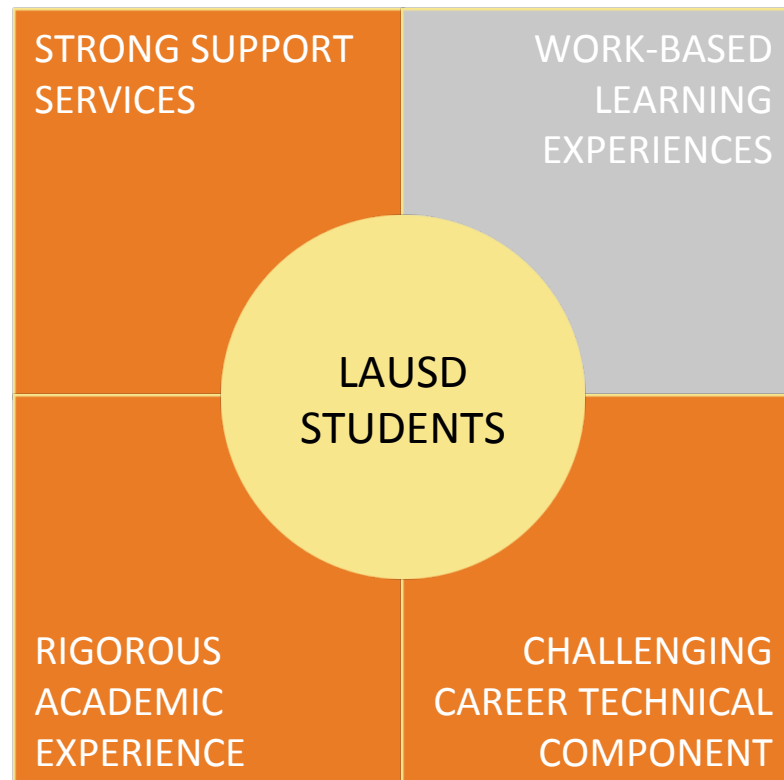 STRONG SUPPORT
SERVICES
WORK-BASED
LEARNING
EXPERIENCES
LAUSD
STUDENTS
RIGOROUS
ACADEMIC
EXPERIENCE
CHALLENGING
CAREER TECHNICAL
COMPONENT